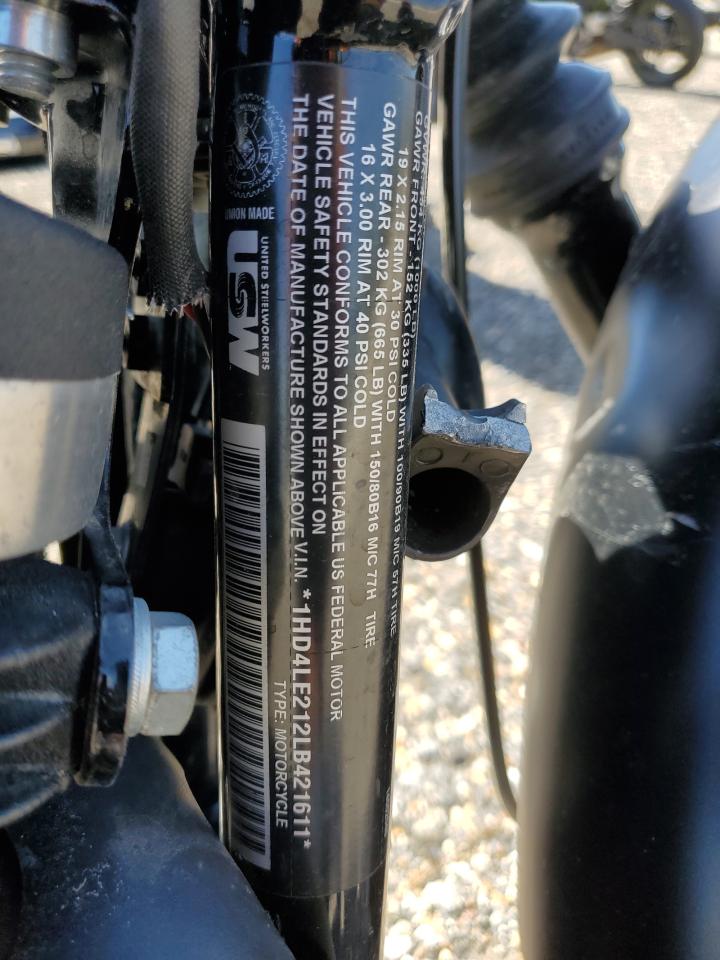 GAWR FRONT - 152 KG (335 LB) WITH 100/90B19 M/C 57H TIRE
19 X 2.15 RIM AT 30 PSI COLD
GAWR REAR - 302 KG (665 LB) WITH 150/80B16 M/C 77H TIRE
16 X 3.00 RIM AT 40 PSI COLD
THIS VEHICLE CONFORMS TO ALL APPLICABLE US FEDERAL MOTOR
VEHICLE SAFETY STANDARDS IN EFFECT ON
THE DATE OF MANUFACTURE SHOWN ABOVE V.I.N. *1HD4LE212LB421611*
TYPE: MOTORCYCLE
UNION MADE
UNITED STEELWORKERS
USW